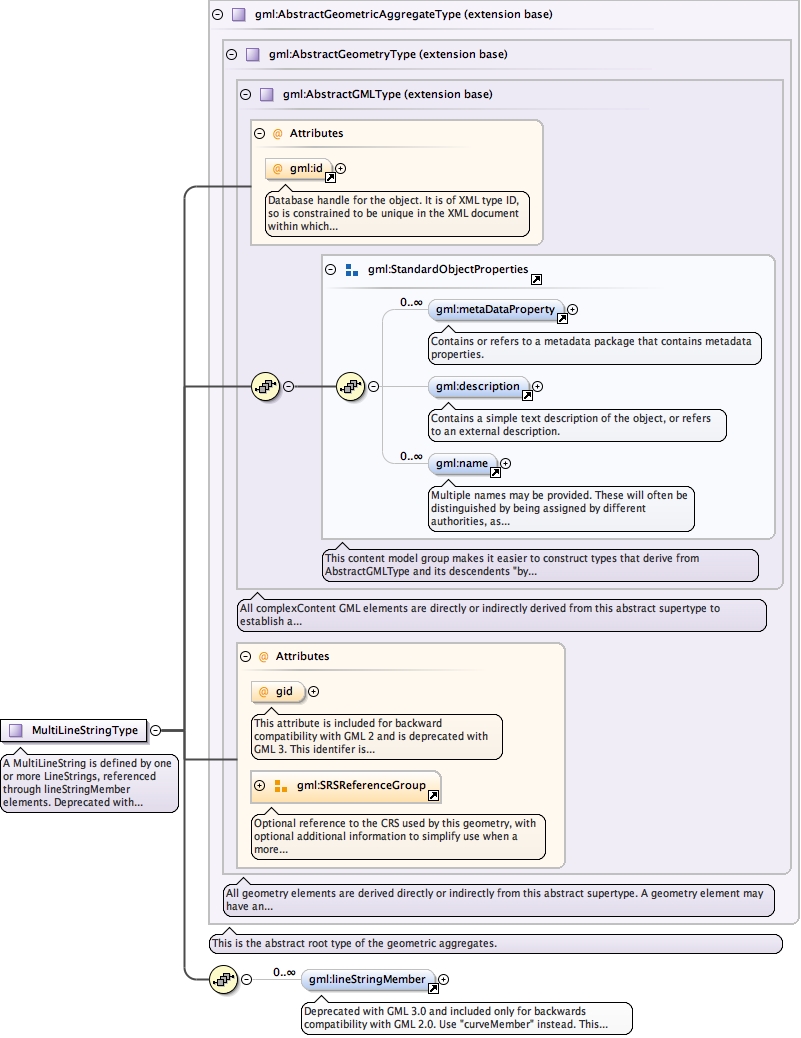 gml:AbstractGeometricAggregateType (extension base)
gml:AbstractGeometryType (extension base)
gml:AbstractGMLType (extension base)
@ Attributes
@ gml:id
Database handle for the object. It is of XML type ID,
so is constrained to be unique in the XML document
within which...
gml:StandardObjectProperties
0..∞
gml:metaDataProperty
Contains or refers to a metadata package that contains metadata
properties.
gml:description
Contains a simple text description of the object, or refers
to an external description.
0..∞
gml:name
Multiple names may be provided. These will often be
distinguished by being assigned by different
authorities, as...
This content model group makes it easier to construct types that derive from
AbstractGMLType and its descendents "by...
All complexContent GML elements are directly or indirectly derived from this abstract supertype to
establish a...
@ Attributes
@ gid
This attribute is included for backward
compatibility with GML 2 and is deprecated with
GML 3. This identifer is...
gml:SRSReferenceGroup
Optional reference to the CRS used by this geometry, with
optional additional information to simplify use when a
more...
MultiLineStringType
A MultiLineString is defined by one
or more LineStrings, referenced
through lineStringMember
elements. Deprecated with...
All geometry elements are derived directly or indirectly from this abstract supertype. A geometry element may
have an...
This is the abstract root type of the geometric aggregates.
0..∞
gml:lineStringMember
Deprecated with GML 3.0 and included only for backwards
compatibility with GML 2.0. Use "curveMember" instead. This...